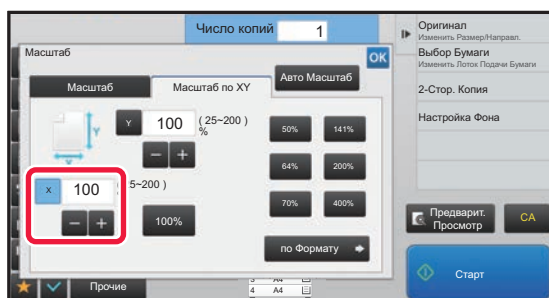 Число копий 1
Масштаб
OK
Масштаб
Масштаб по XY
Авто Масштаб
Y 100 (25~200) %
Y
X
X 100 5~200 )
100%
50% 141%
64% 200%
70% 400%
по Формату
Оригинал
Изменить Размер/Направл.
Выбор Бумаги
Изменить Лоток Подачи Бумаги
2-Стор. Копия
Настройка Фона
Предварит.
Просмотр
CA
Старт
Прочие
4 A4